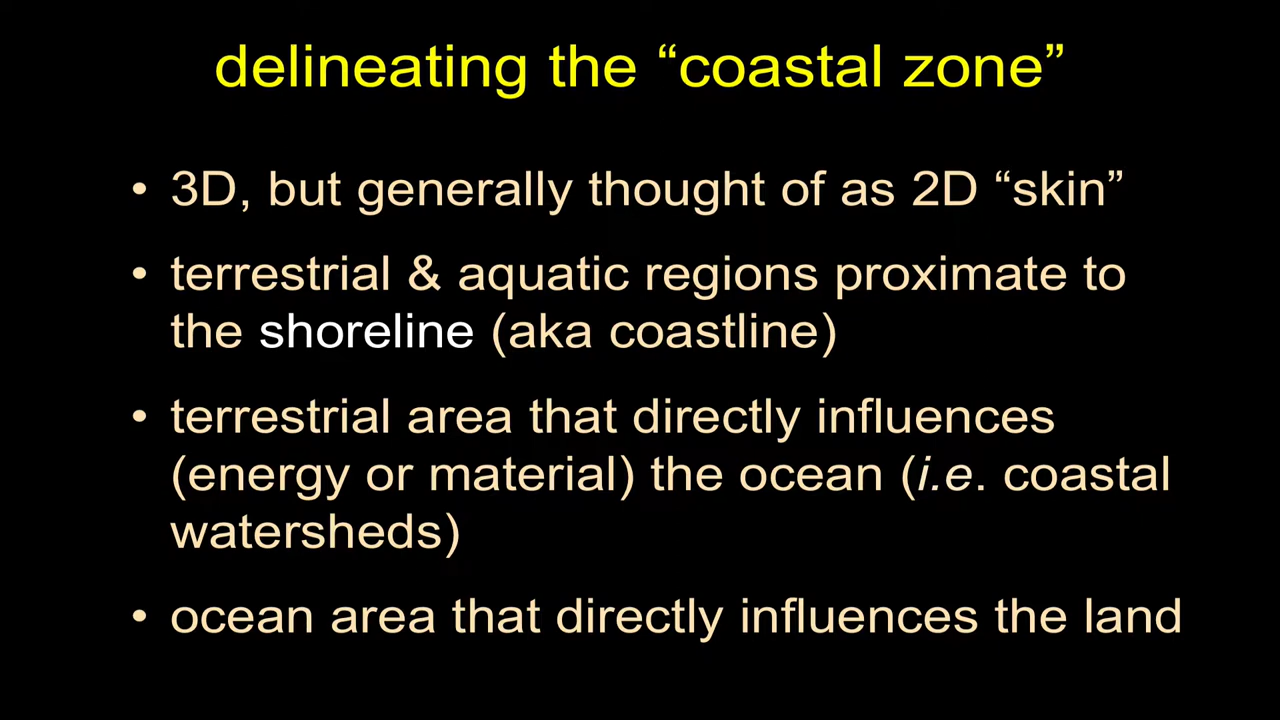 delineating the “coastal zone”
• 3D, but generally thought of as 2D “skin”
• terrestrial & aquatic regions proximate to
the shoreline (aka coastline)
• terrestrial area that directly influences
(energy or material) the ocean (i.e. coastal
watersheds)
• ocean area that directly influences the land